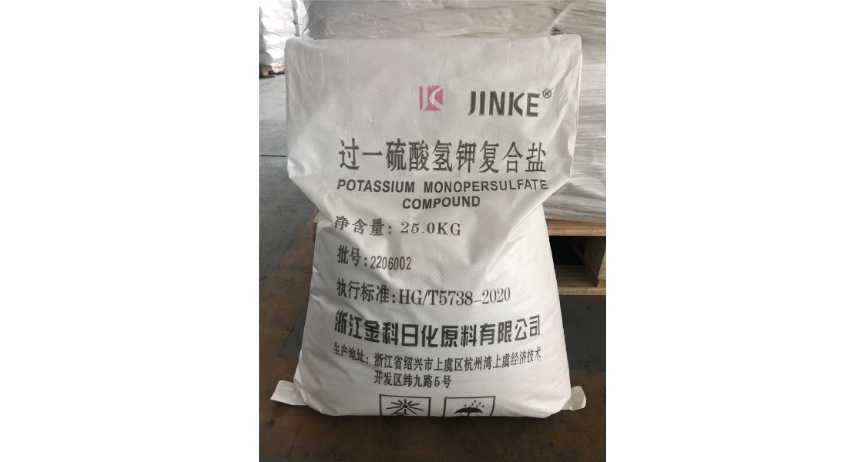 JINKE®
过一硫酸氢钾复合盐
POTASSIUM MONOPERSULFATE
COMPOUND
净含量: 25.0KG
批号:2206002
执行标准:HG/T5738-2020
浙江金科日化原料有限公司
生产地址: 浙江省绍兴市上虞区杭州湾上虞经济技术
开发区纬九路5号